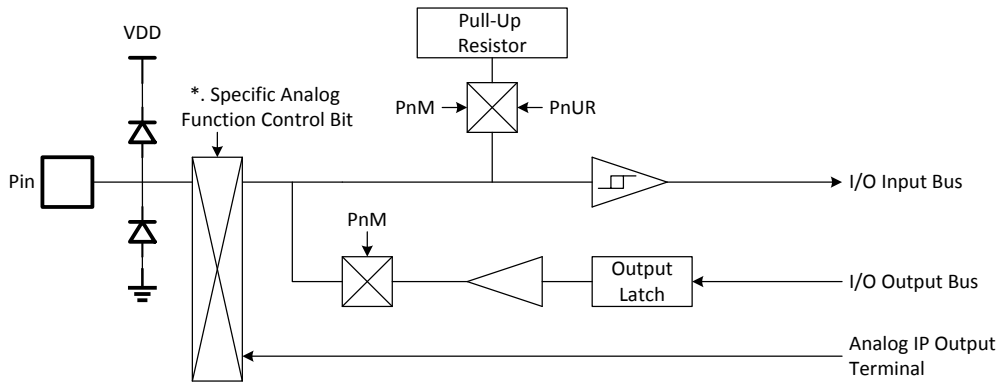 Pull-Up
Resistor
VDD
*. Specific Analog
Function Control Bit
PnM
PnUR
Pin
I/O Input Bus
PnM
Output
Latch
I/O Output Bus
Analog IP Output
Terminal